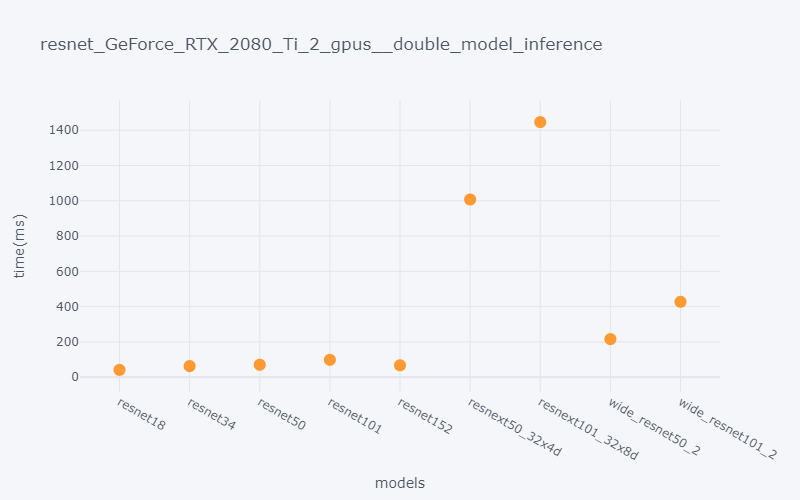 resnet_GeForce_RTX_2080_Ti_2_gpus__double_model_inference
time(ms)
1400
1200
1000
800
600
400
200
0
resnet18
resnet34
resnet50
resnet101
resnet152
resnext50_32x4d
resnext101_32x8d
wide_resnet50_2
wide_resnet101_2
models